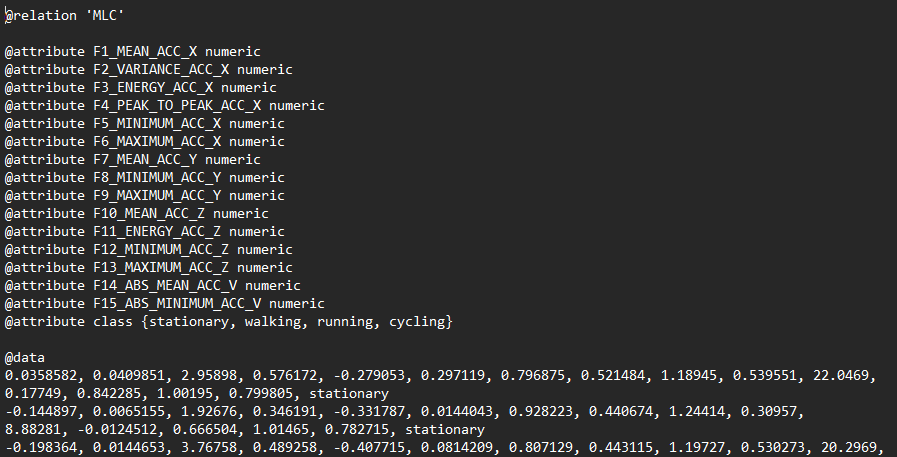 @relation 'MLC'
@attribute F1_MEAN_ACC_X numeric
@attribute F2_VARIANCE_ACC_X numeric
@attribute F3_ENERGY_ACC_X numeric
@attribute F4_PEAK_TO_PEAK_ACC_X numeric
@attribute F5_MINIMUM_ACC_X numeric
@attribute F6_MAXIMUM_ACC_X numeric
@attribute F7_MEAN_ACC_Y numeric
@attribute F8_MINIMUM_ACC_Y numeric
@attribute F9_MAXIMUM_ACC_Y numeric
@attribute F10_MEAN_ACC_Z numeric
@attribute F11_ENERGY_ACC_Z numeric
@attribute F12_MINIMUM_ACC_Z numeric
@attribute F13_MAXIMUM_ACC_Z numeric
@attribute F14_ABS_MEAN_ACC_V numeric
@attribute F15_ABS_MINIMUM_ACC_V numeric
@attribute class {stationary, walking, running, cycling}
@data
0.0358582, 0.0409851, 2.95898, 0.576172, -0.279053, 0.297119, 0.796875, 0.521484, 1.18945, 0.539551, 22.0469,
0.17749, 0.842285, 1.00195, 0.799805, stationary
-0.144897, 0.0065155, 1.92676, 0.346191, -0.331787, 0.0144043, 0.928223, 0.440674, 1.24414, 0.30957,
8.88281, -0.0124512, 0.666504, 1.01465, 0.782715, stationary
-0.198364, 0.0144653, 3.76758, 0.489258, -0.407715, 0.0814209, 0.807129, 0.443115, 1.19727, 0.530273, 20.2969,